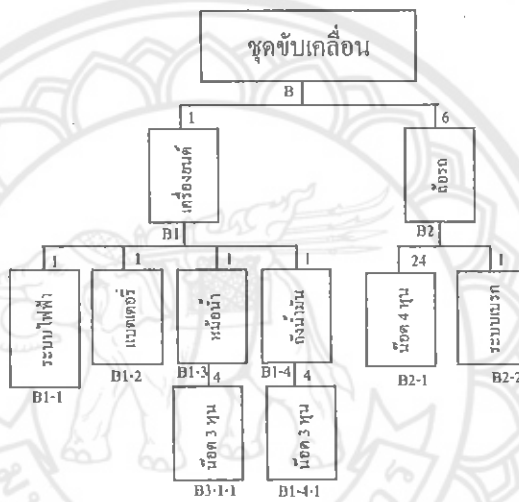 ชุดขับเคลื่อน
B
1
6
เครื่องยนต์
ล้อรถ
B1
B2
1
1
1
1
24
1
ระบบไฟฟ้า
แบตเตอรี่
หม้อน้ำ
ถังน้ำมัน
น๊อต 4 หุน
ระบบเบรก
B1-1
B1-2
B1-3
B1-4
B2-1
B2-2
4
4
น๊อต 3 หุน
น๊อต 3 หุน
B3-1-1
B1-4-1